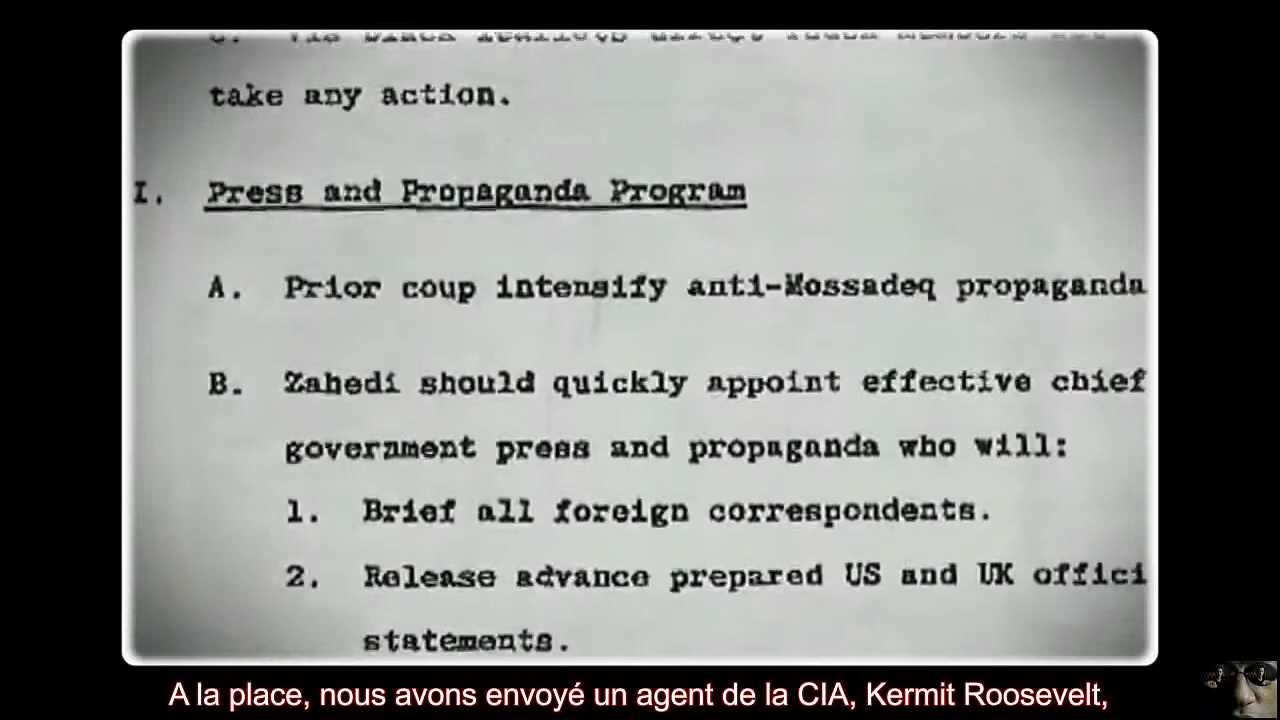 take any action.
I. Press and Propaganda Program
A. Prior coup intensify anti-Mossadeq propaganda
B. Zahedi should quickly appoint effective chief
government press and propaganda who will:
1. Brief all foreign correspondents.
2. Release advance prepared US and UK offici
statements.
A la place, nous avons envoyé un agent de la CIA, Kermit Roosevelt,